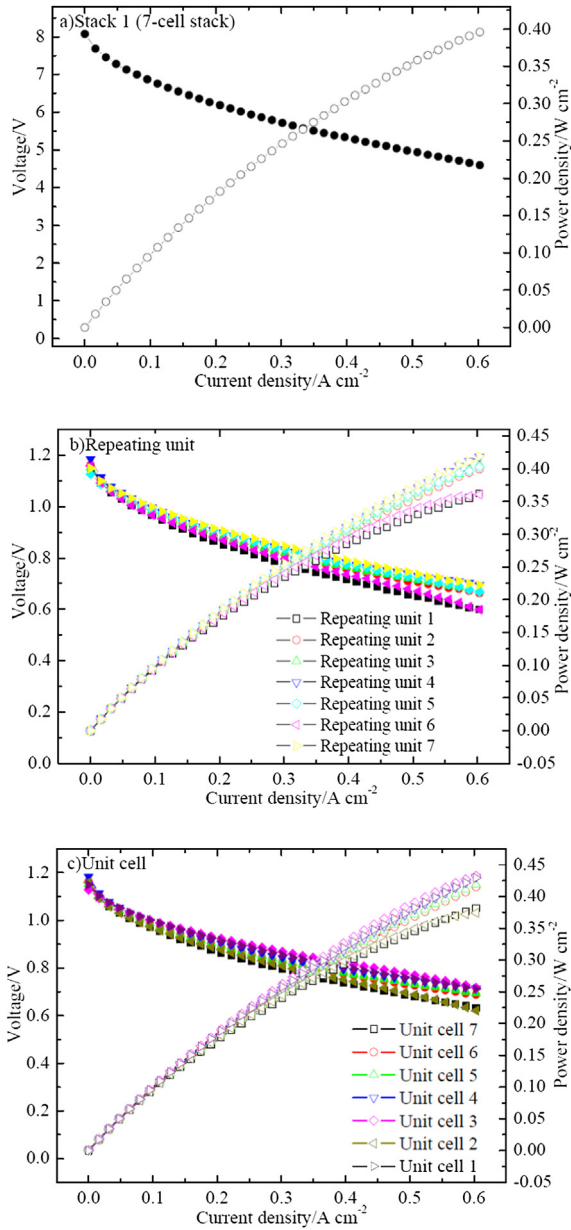 a)Stack 1 (7-cell stack)
8
7
6
5
4
3
2
1
0
Voltage/V
0.40
0.35
0.30
0.25
0.20
0.15
0.10
0.05
0.00
Power density/W cm-2
0.0 0.1 0.2 0.3 0.4 0.5 0.6 0.7
Current density/A cm-2
b)Repeating unit
1.2
1.0
0.8
0.6
0.4
0.2
0.0
Voltage/V
0.45
0.40
0.35
0.30
0.25
0.20
0.15
0.10
0.05
0.00
-0.05
Power density/W cm-2
Repeating unit 1
Repeating unit 2
Repeating unit 3
Repeating unit 4
Repeating unit 5
Repeating unit 6
Repeating unit 7
0.0 0.1 0.2 0.3 0.4 0.5 0.6 0.7
Current density/A cm-2
c)Unit cell
1.2
1.0
0.8
0.6
0.4
0.2
0.0
Voltage/V
0.45
0.40
0.35
0.30
0.25
0.20
0.15
0.10
0.05
0.00
-0.05
Power density/W cm-2
Unit cell 7
Unit cell 6
Unit cell 5
Unit cell 4
Unit cell 3
Unit cell 2
Unit cell 1
0.0 0.1 0.2 0.3 0.4 0.5 0.6 0.7
Current density/A cm-2